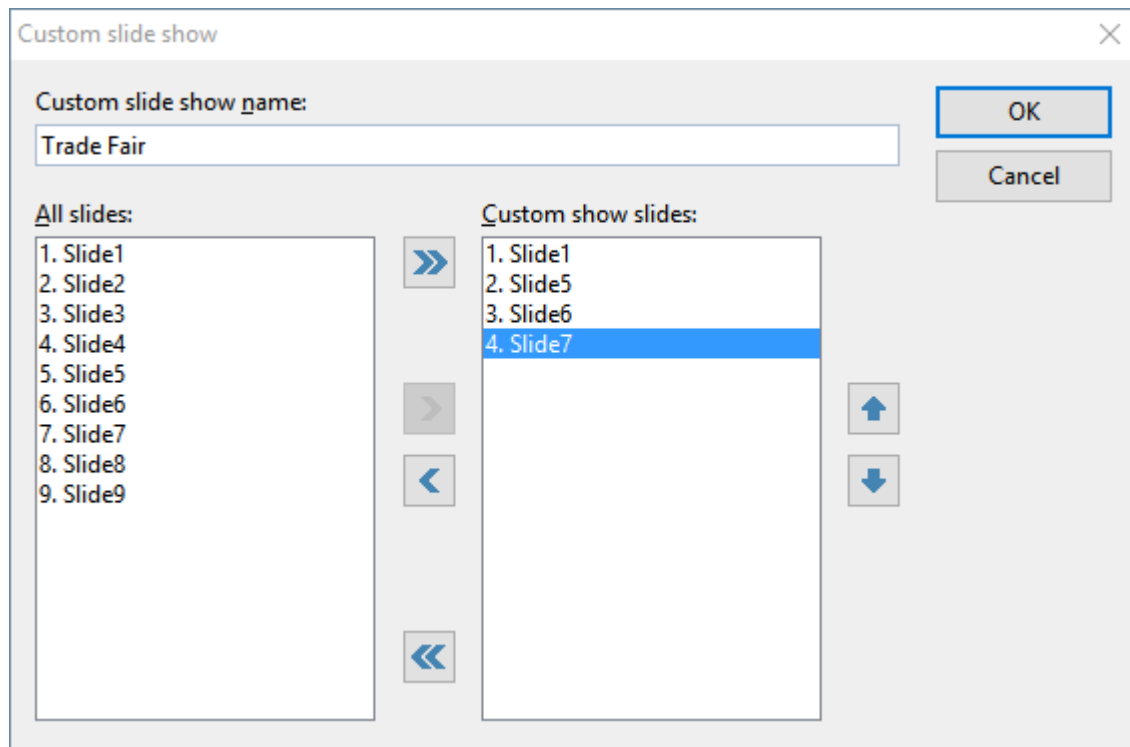 Custom slide show
Custom slide show name:
OK
Trade Fair
Cancel
All slides:
1. Slide1
2. Slide2
3. Slide3
4. Slide4
5. Slide5
6. Slide6
7. Slide7
8. Slide8
9. Slide9
Custom show slides:
1. Slide1
2. Slide5
3. Slide6
4. Slide7